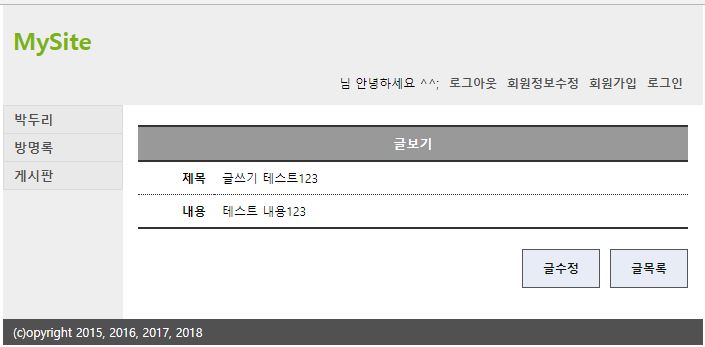 MySite
님 안녕하세요 ^^; 로그아웃 회원정보수정 회원가입 로그인
박두리
방명록
게시판
글보기
제목 글쓰기 테스트123
내용 테스트 내용123
글수정 글목록
(c)opyright 2015, 2016, 2017, 2018